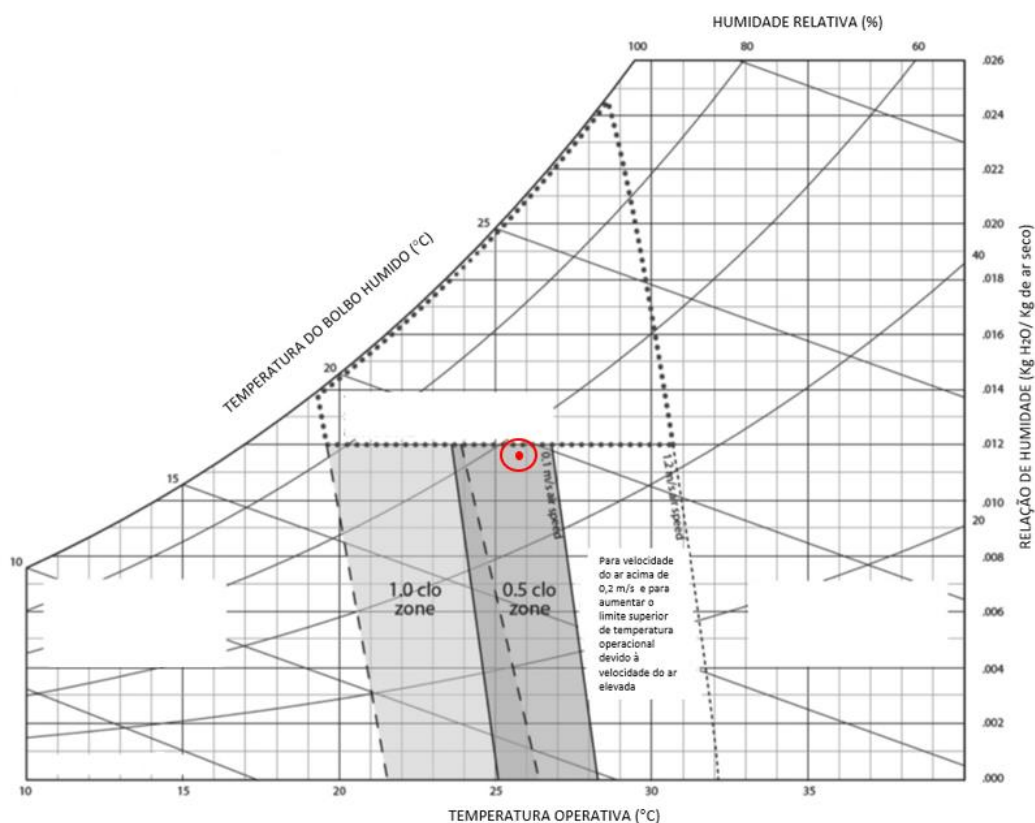 HUMIDADE RELATIVA (%)
100
80
60
.026
.024
.022
25
.020
40
.018
TEMPERATURA DO BOLBO HUMIDO (°C)
.016
20
.014
.012
15
0.1 m/s air speed
1.2 m/s air speed
.010
20
10
.008
.006
.004
.002
.000
RELAÇÃO DE HUMIDADE (Kg H2O/ Kg de ar seco)
1.0 clo
zone
0.5 clo
zone
Para velocidade
do ar acima de
0,2 m/s e para
aumentar o
limite superior
de temperatura
operacional
devido à
velocidade do ar
elevada
10
15
20
25
30
35
TEMPERATURA OPERATIVA (°C)